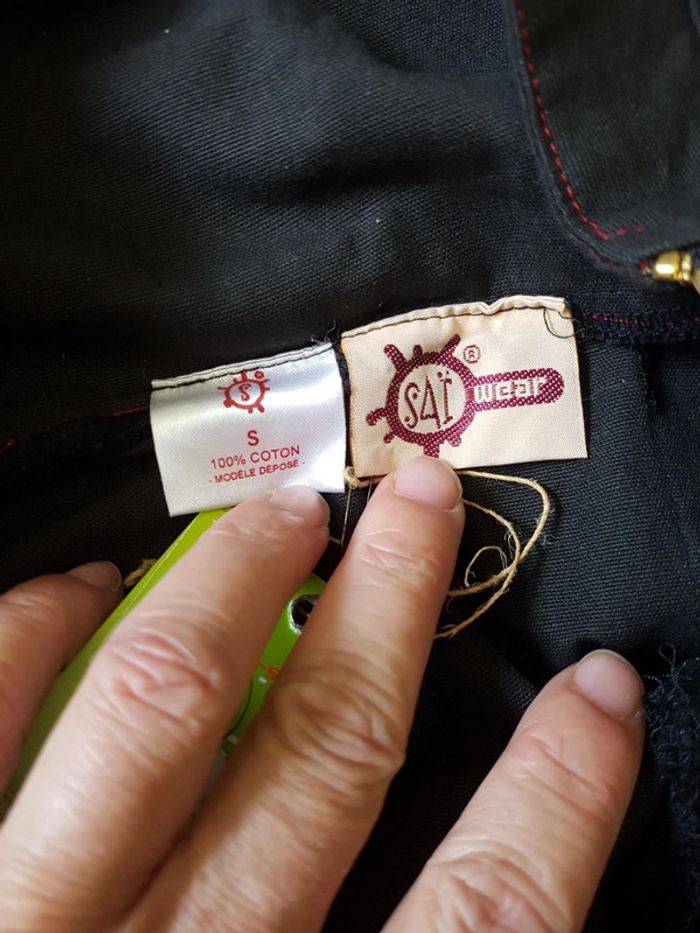 S
S
100% COTON
- MODÈLE DÉPOSÉ -
SAÏ wear ®